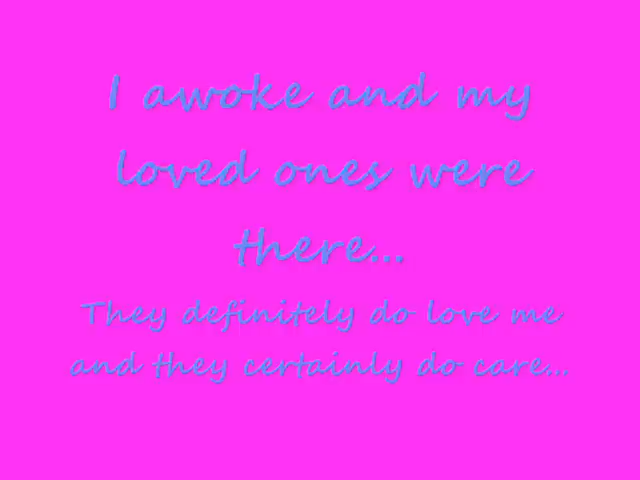 I awoke and my
loved ones were
there...
They definitely do love me
and they certainly do care...